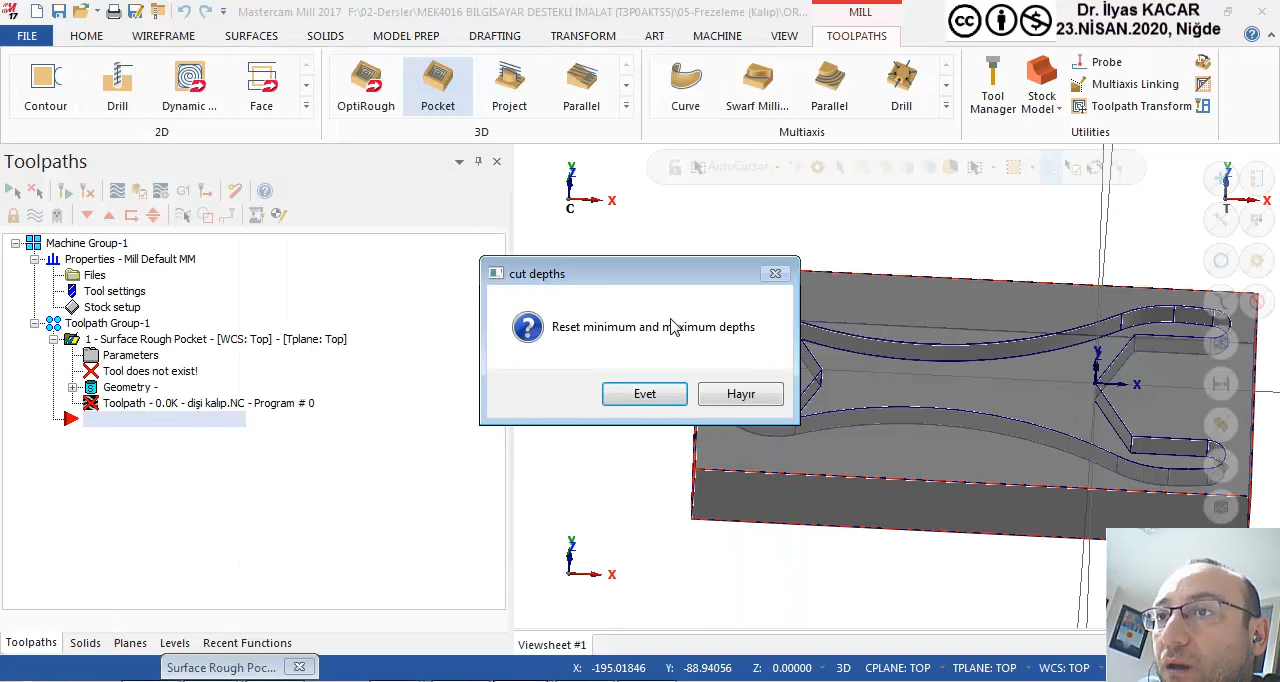 Mastercam Mill 2017 F:\02-Dersler\MEK4016 BİLGİSAYAR DESTEKLİ İMALAT (T3P0AKTS5)\05-Frezeleme (Kalıp)\OR...
MILL
Dr. İlyas KACAR
23.NİSAN.2020, Niğde
FILE
HOME
WIREFRAME
SURFACES
SOLIDS
MODEL PREP
DRAFTING
TRANSFORM
ART
MACHINE
VIEW
TOOLPATHS
Contour
Drill
Dynamic ...
Face
OptiRough
Pocket
Project
Parallel
Curve
Swarf Milli...
Parallel
Drill
Tool Manager
Stock Model
Probe
Multiaxis Linking
Toolpath Transform
2D
3D
Multiaxis
Utilities
Toolpaths
AutoCursor
G1
Machine Group-1
Properties - Mill Default MM
Files
Tool settings
Stock setup
Toolpath Group-1
1 - Surface Rough Pocket - [WCS: Top] - [Tplane: Top]
Parameters
Tool does not exist!
Geometry -
Toolpath - 0.0K - dişi kalıp.NC - Program # 0
Y
X
C
Y
X
T
cut depths
Reset minimum and maximum depths
Evet
Hayır
Y
X
X
Toolpaths
Solids
Planes
Levels
Recent Functions
Viewsheet #1
Surface Rough Poc...
X: -195.01846 Y: -88.94056 Z: 0.00000 3D CPLANE: TOP TPLANE: TOP WCS: TOP